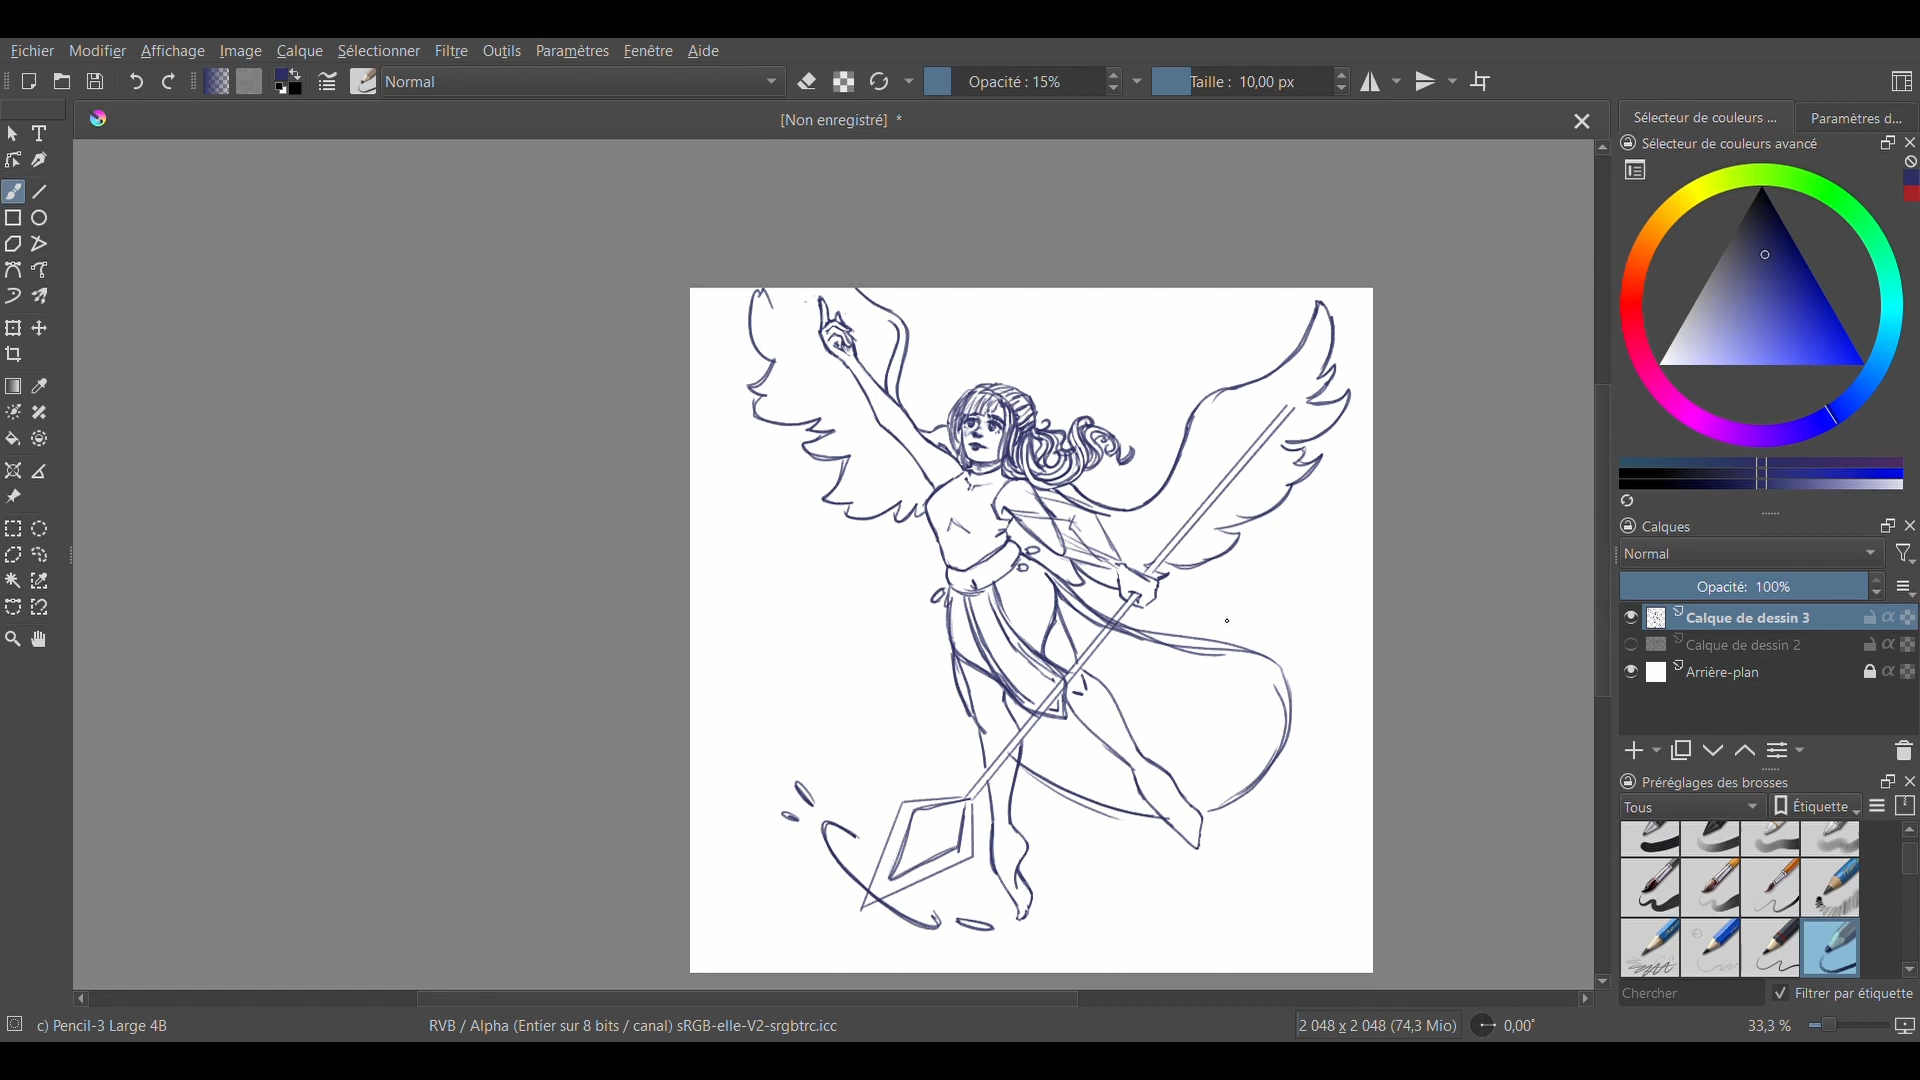 Fichier Modifier Affichage Image Calque Sélectionner Filtre Outils Paramètres Fenêtre Aide
Normal
Opacité : 15%
Taille : 10,00 px
[Non enregistré] *
Sélecteur de couleurs ...
Paramètres d...
Sélecteur de couleurs avancé
Calques
Normal
Opacité: 100%
Calque de dessin 3
Calque de dessin 2
Arrière-plan
Préréglages des brosses
Tous
Étiquette
Chercher
Filtrer par étiquette
c) Pencil-3 Large 4B
RVB / Alpha (Entier sur 8 bits / canal) sRGB-elle-V2-srgbtrc.icc
2 048 x 2 048 (74,3 Mio)
0,00°
33,3 %